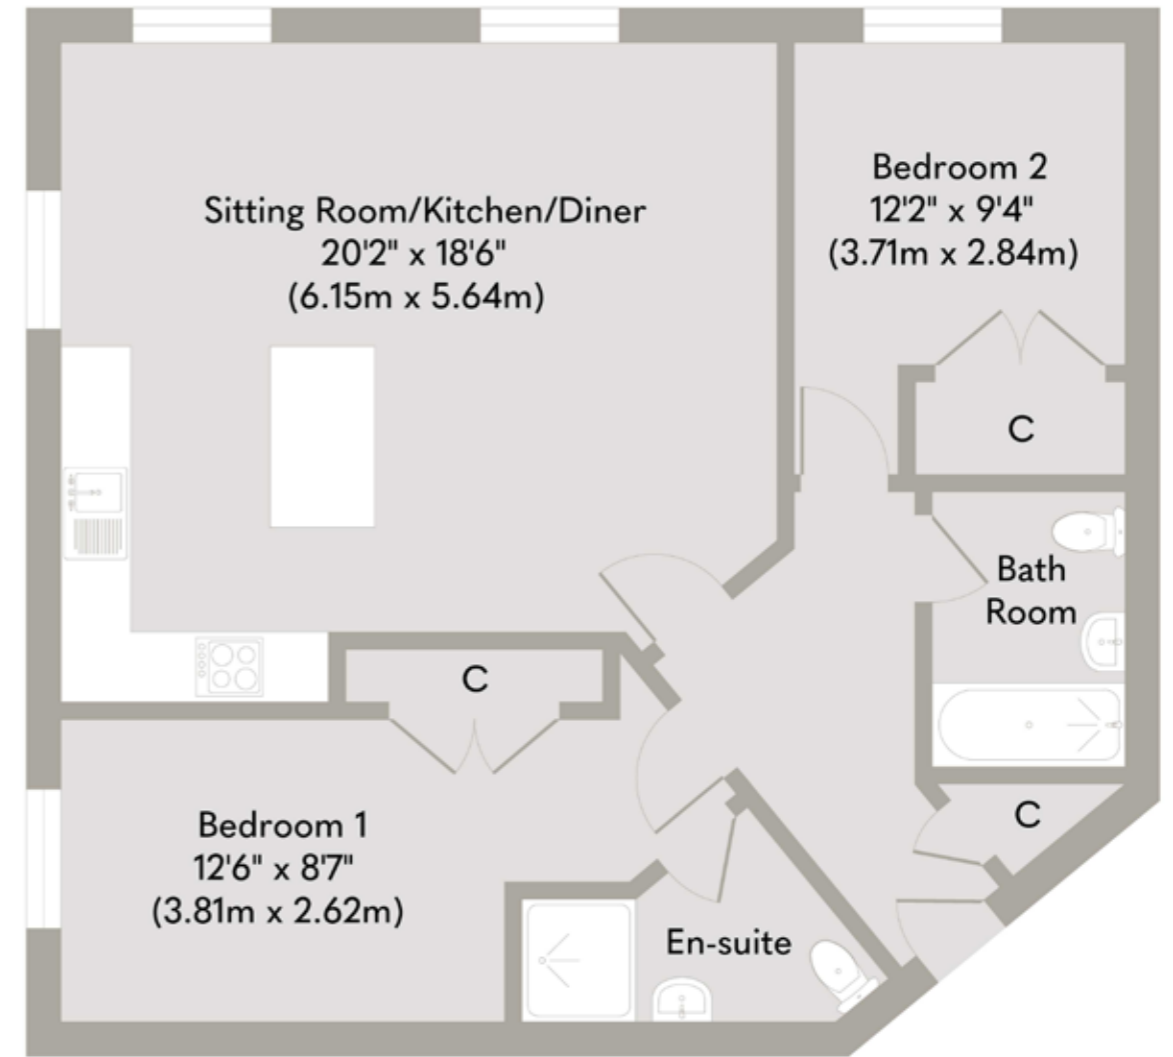 Sitting Room/Kitchen/Diner
20'2" x 18'6"
(6.15m x 5.64m)
Bedroom 2
12'2" x 9'4"
(3.71m x 2.84m)
C
Bath
Room
C
C
Bedroom 1
12'6" x 8'7"
(3.81m x 2.62m)
En-suite